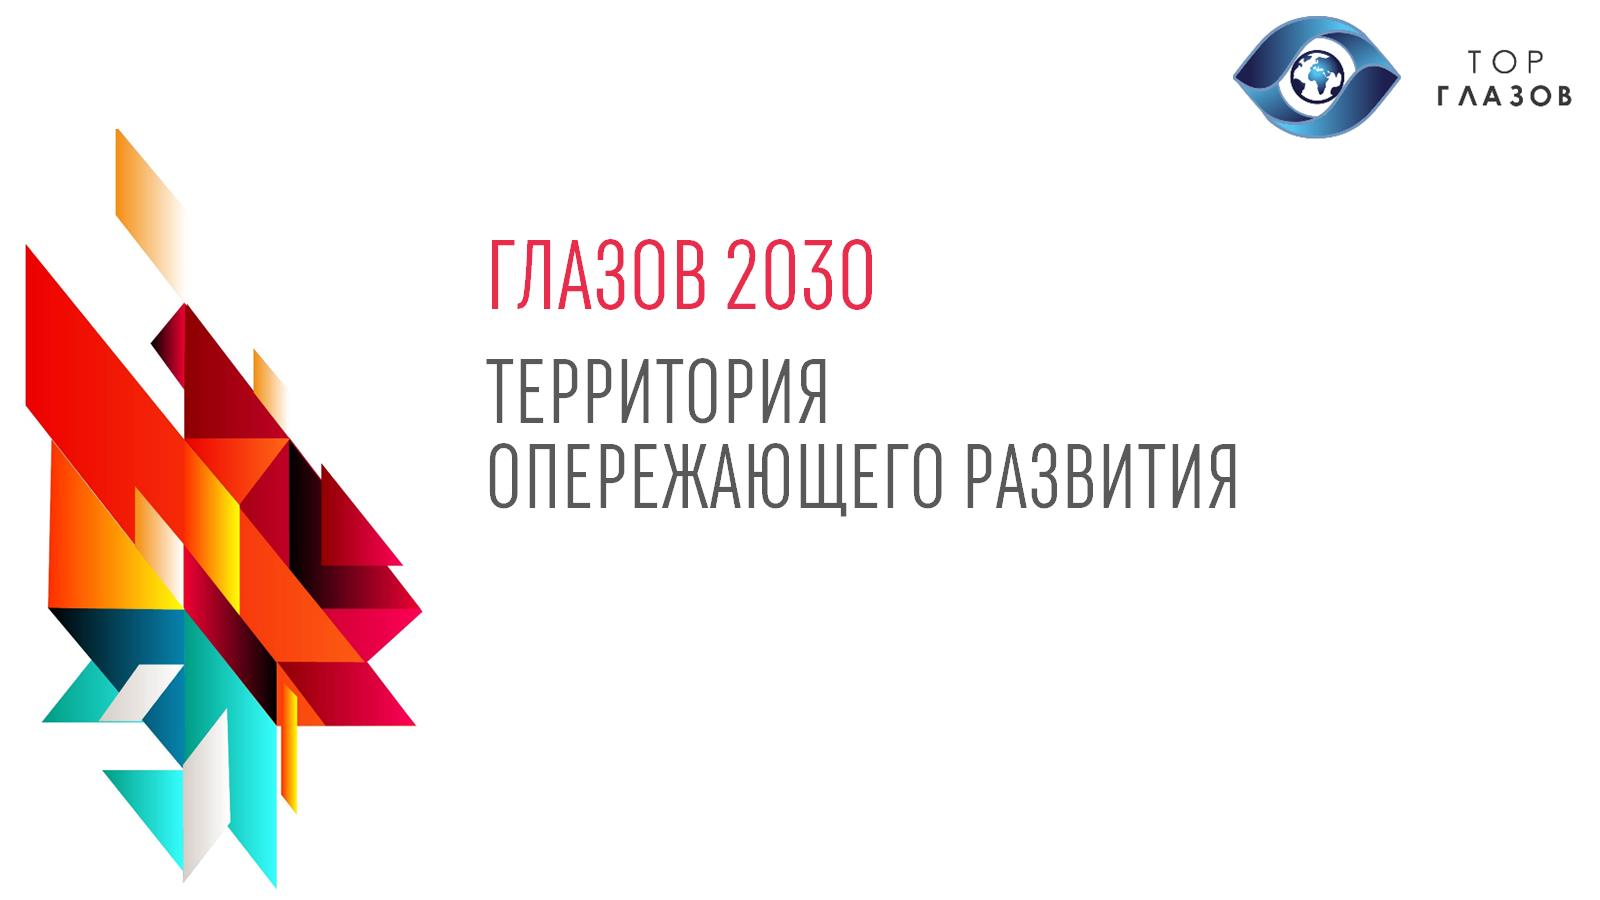 ТОР
ГЛАЗОВ
ГЛАЗОВ 2030
ТЕРРИТОРИЯ
ОПЕРЕЖАЮЩЕГО РАЗВИТИЯ